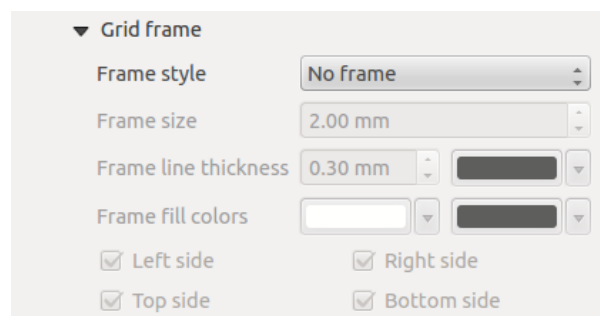 Grid frame
Frame style No frame
Frame size 2.00 mm
Frame line thickness 0.30 mm
Frame fill colors
Left side Right side
Top side Bottom side